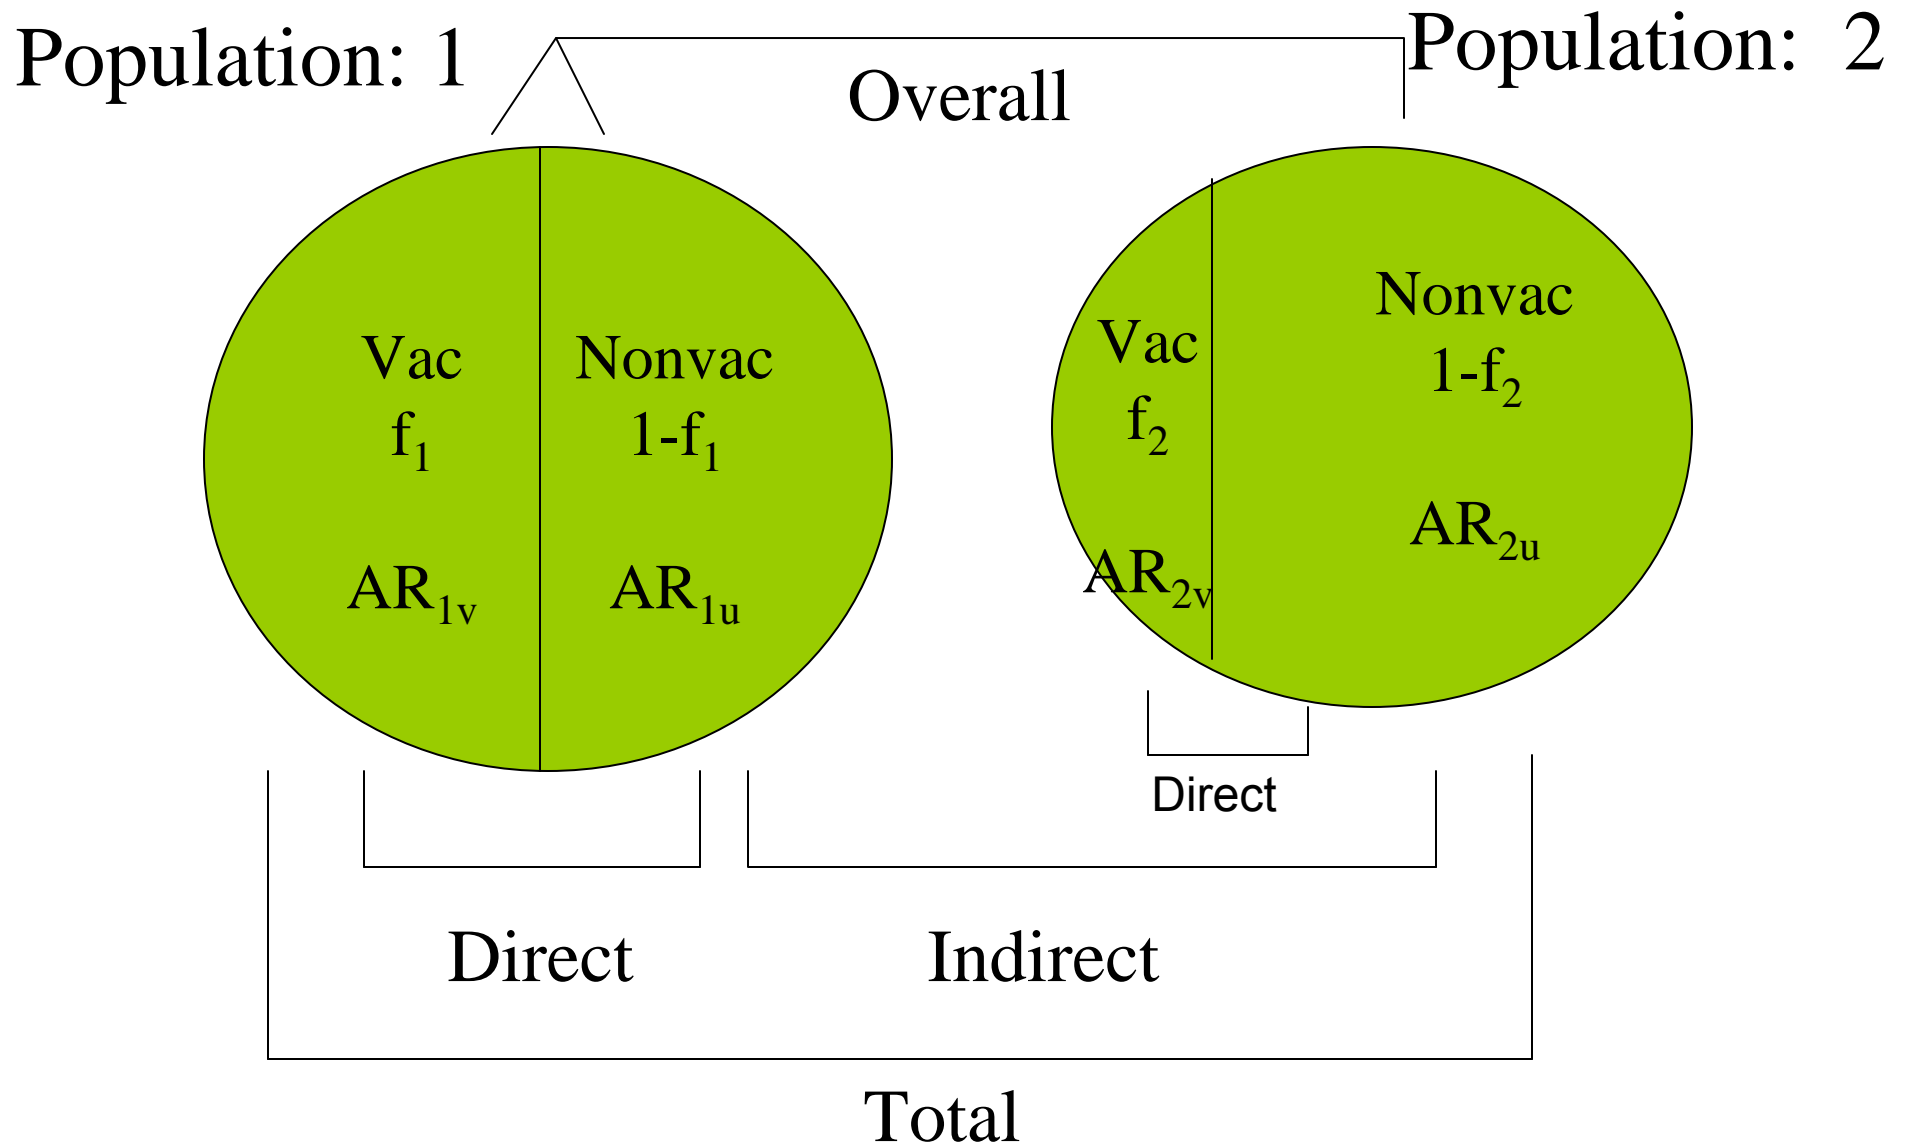 Population: 1
Population: 2
Overall
Vac
f₁
AR₁ᵥ
Nonvac
1-f₁
AR₁ᵤ
Vac
f₂
AR₂ᵥ
Nonvac
1-f₂
AR₂ᵤ
Direct
Direct
Indirect
Total